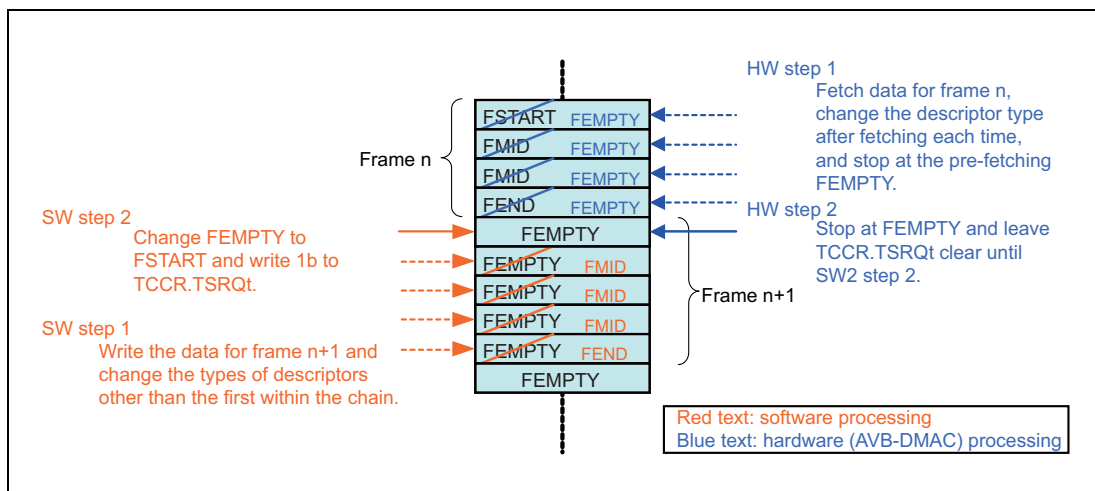 HW step 1
Fetch data for frame n,
change the descriptor type
after fetching each time,
and stop at the pre-fetching
FEMPTY.
HW step 2
Stop at FEMPTY and leave
TCCR.TSRQt clear until
SW2 step 2.
Frame n
FSTART FEMPTY
FMID FEMPTY
FMID FEMPTY
FEND FEMPTY
FEMPTY
FEMPTY FMID
FEMPTY FMID
FEMPTY FMID
FEMPTY FEND
FEMPTY
Frame n+1
SW step 2
Change FEMPTY to
FSTART and write 1b to
TCCR.TSRQt.
SW step 1
Write the data for frame n+1 and
change the types of descriptors
other than the first within the chain.
Red text: software processing
Blue text: hardware (AVB-DMAC) processing